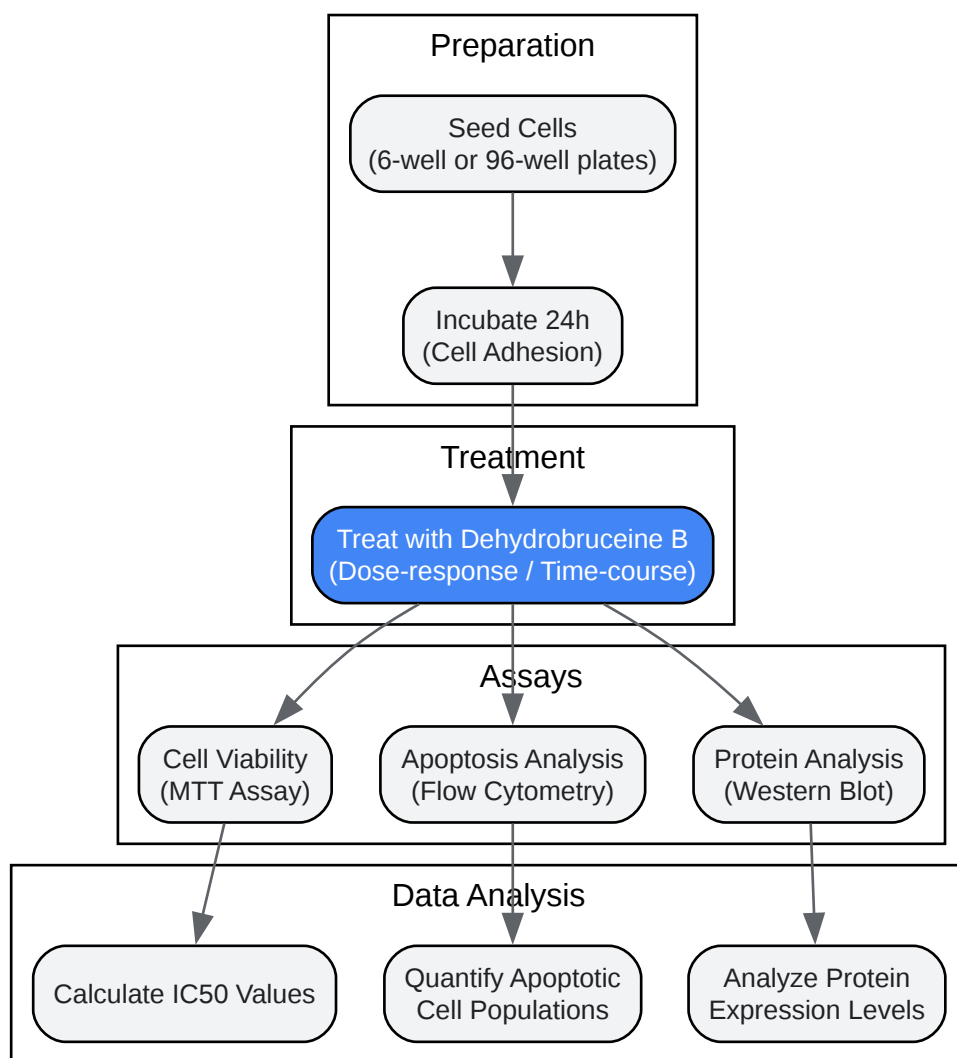 Preparation
Seed Cells
(6-well or 96-well plates)
Incubate 24h
(Cell Adhesion)
Treatment
Treat with Dehydrobruceine B
(Dose-response / Time-course)
Assays
Cell Viability
(MTT Assay)
Apoptosis Analysis
(Flow Cytometry)
Protein Analysis
(Western Blot)
Data Analysis
Calculate IC50 Values
Quantify Apoptotic
Cell Populations
Analyze Protein
Expression Levels